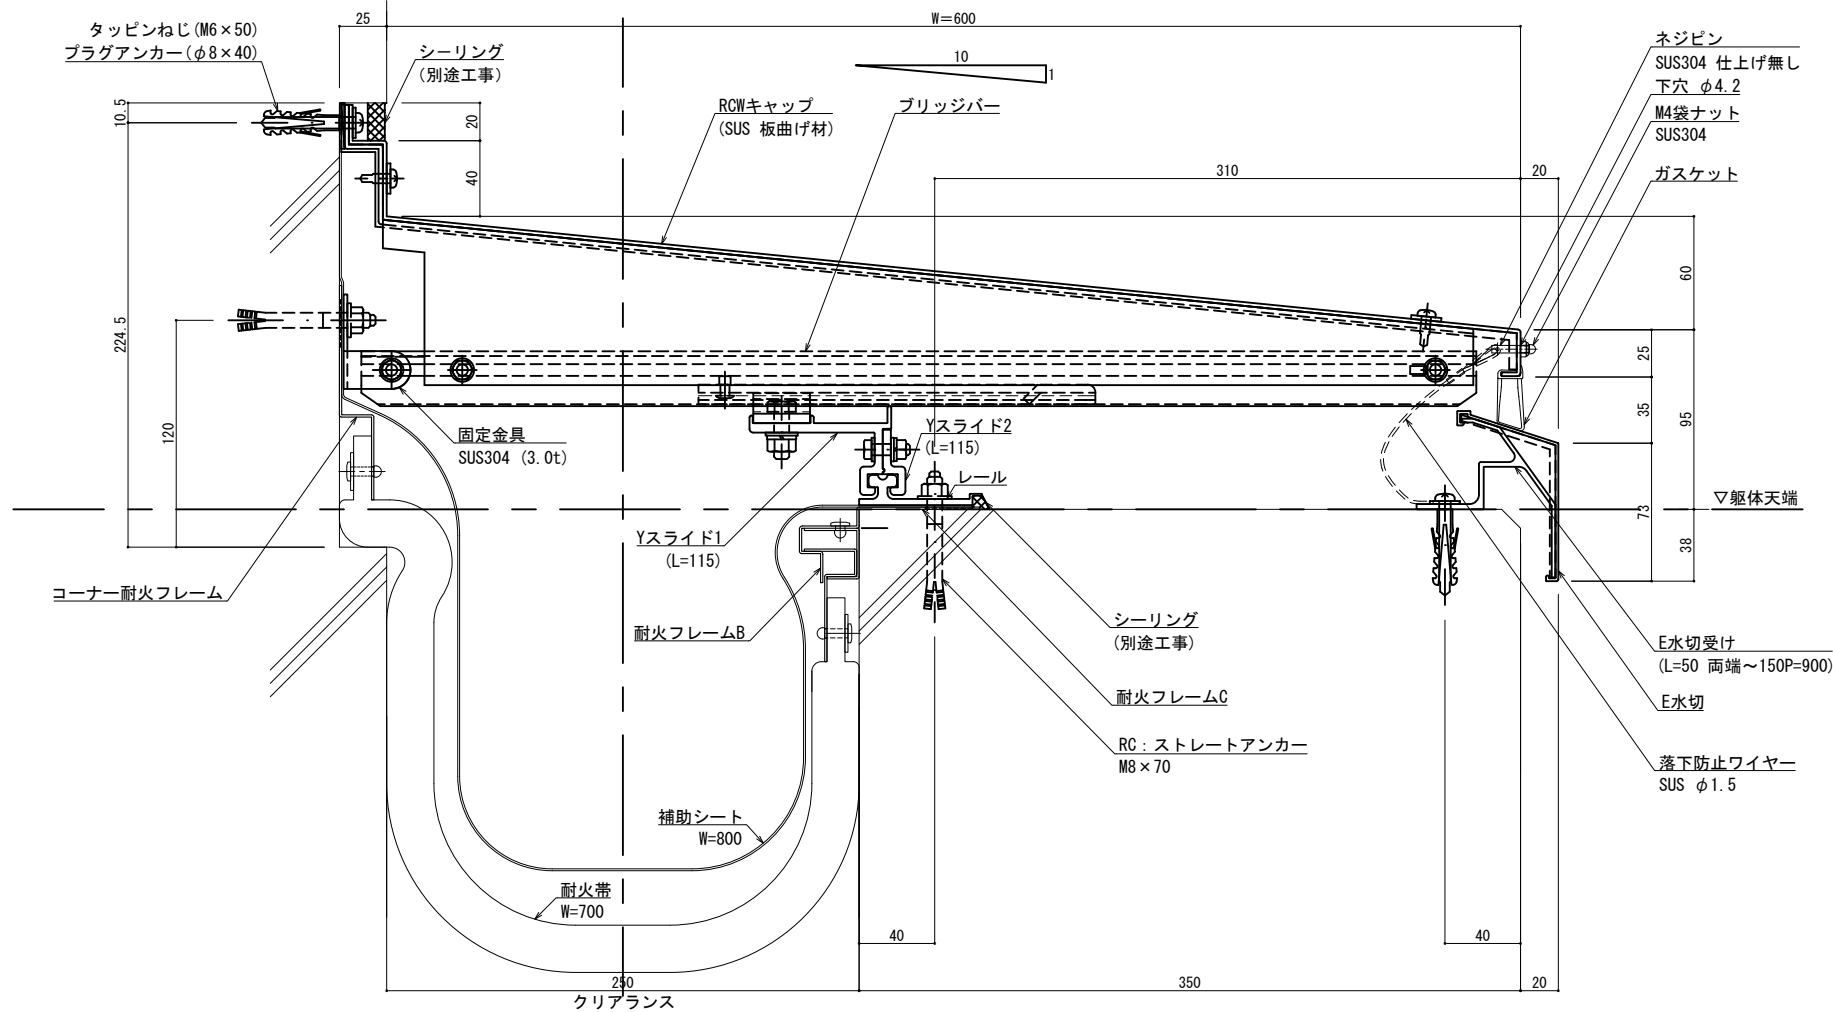 タッピンねじ(M6×50)
プラグアンカー(φ8×40)
25
W=600
シーリング
(別途工事)
10
1
RCWキャップ
(SUS 板曲げ材)
ブリッジバー
ネジピン
SUS304 仕上げ無し
下穴 φ4.2
M4袋ナット
SUS304
ガスケット
10.5
20
40
310
20
224.5
120
60
25
35
95
73
38
固定金具
SUS304 (3.0t)
Yスライド2
(L=115)
レール
▽躯体天端
Yスライド1
(L=115)
コーナー耐火フレーム
耐火フレームB
シーリング
(別途工事)
E水切受け
(L=50 両端～150P=900)
耐火フレームC
E水切
RC：ストレートアンカー
M8×70
落下防止ワイヤー
SUS φ1.5
補助シート
W=800
耐火帯
W=700
40
40
250
クリアランス
350
20